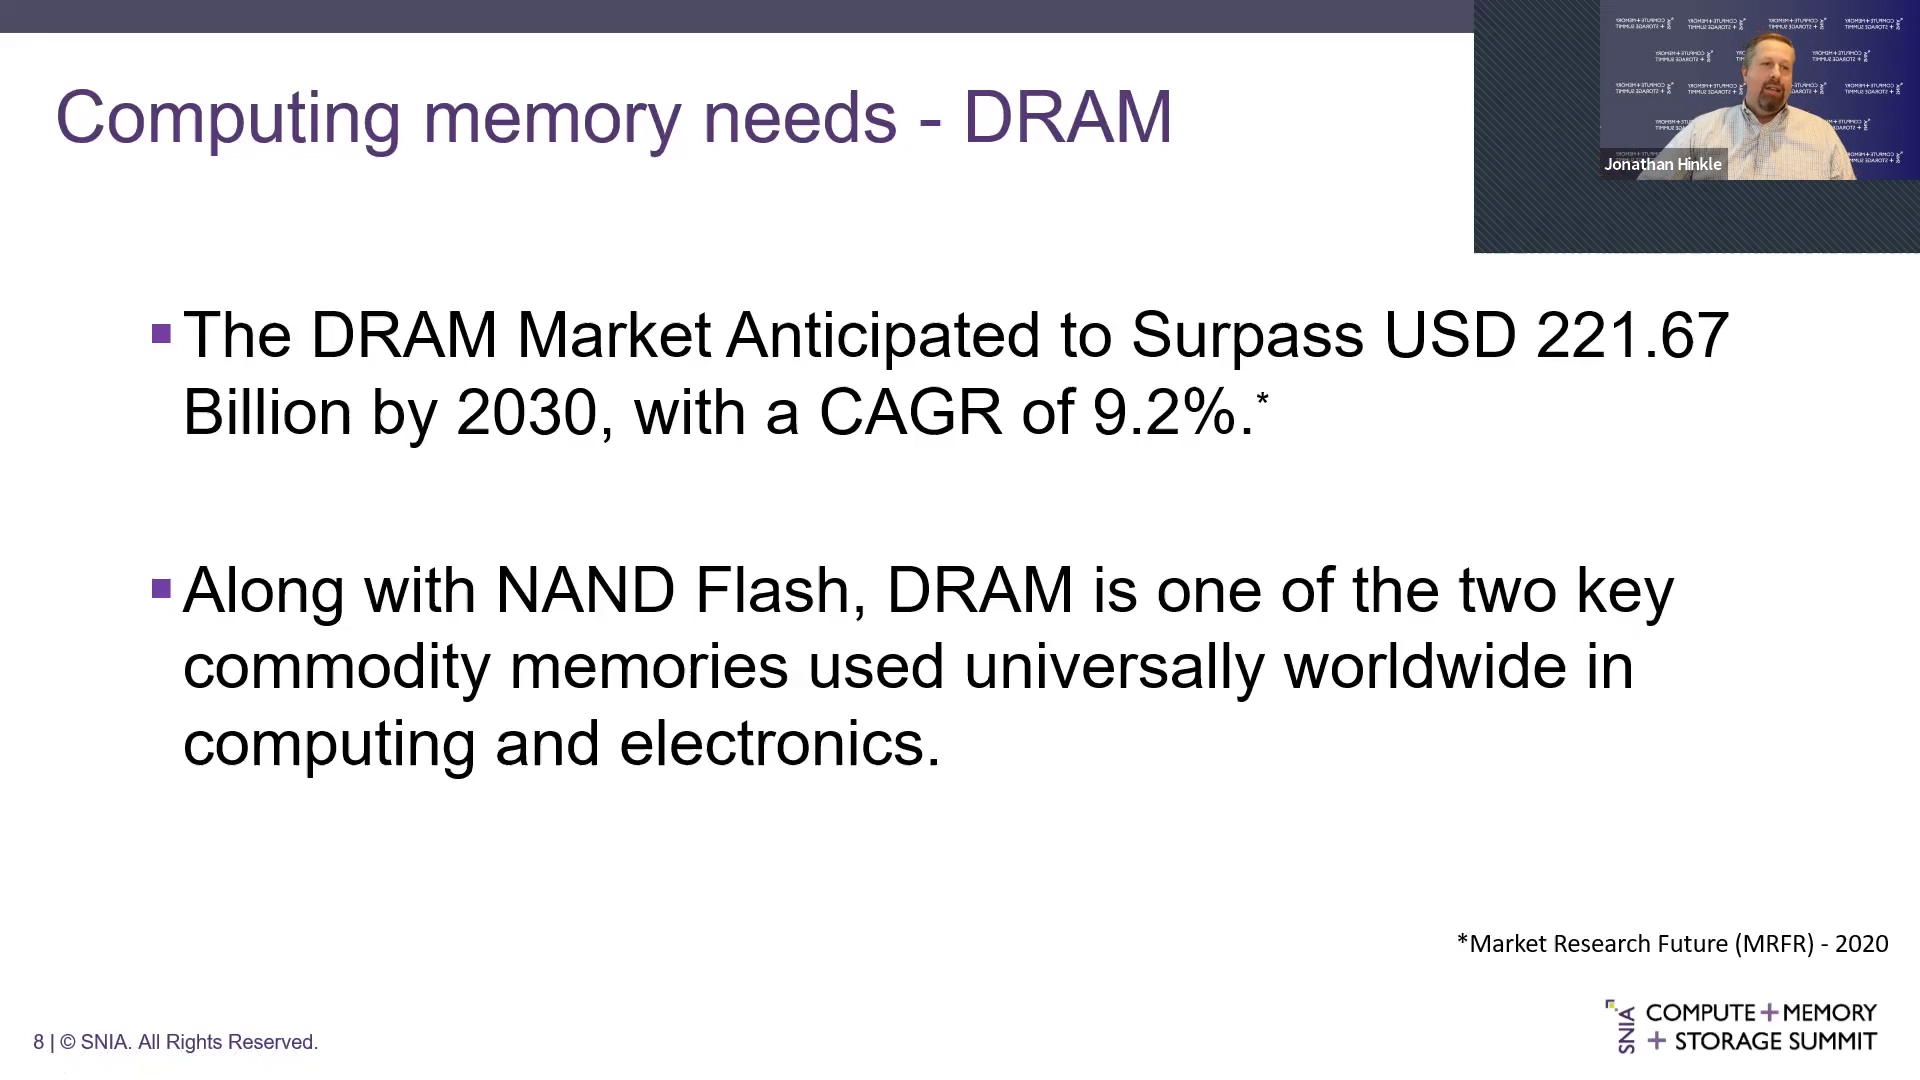 Computing memory needs - DRAM
Jonathan Hinkle
▪ The DRAM Market Anticipated to Surpass USD 221.67
Billion by 2030, with a CAGR of 9.2%.*
▪ Along with NAND Flash, DRAM is one of the two key
commodity memories used universally worldwide in
computing and electronics.
*Market Research Future (MRFR) - 2020
8 | © SNIA. All Rights Reserved.
SNIA
COMPUTE+MEMORY
+ STORAGE SUMMIT